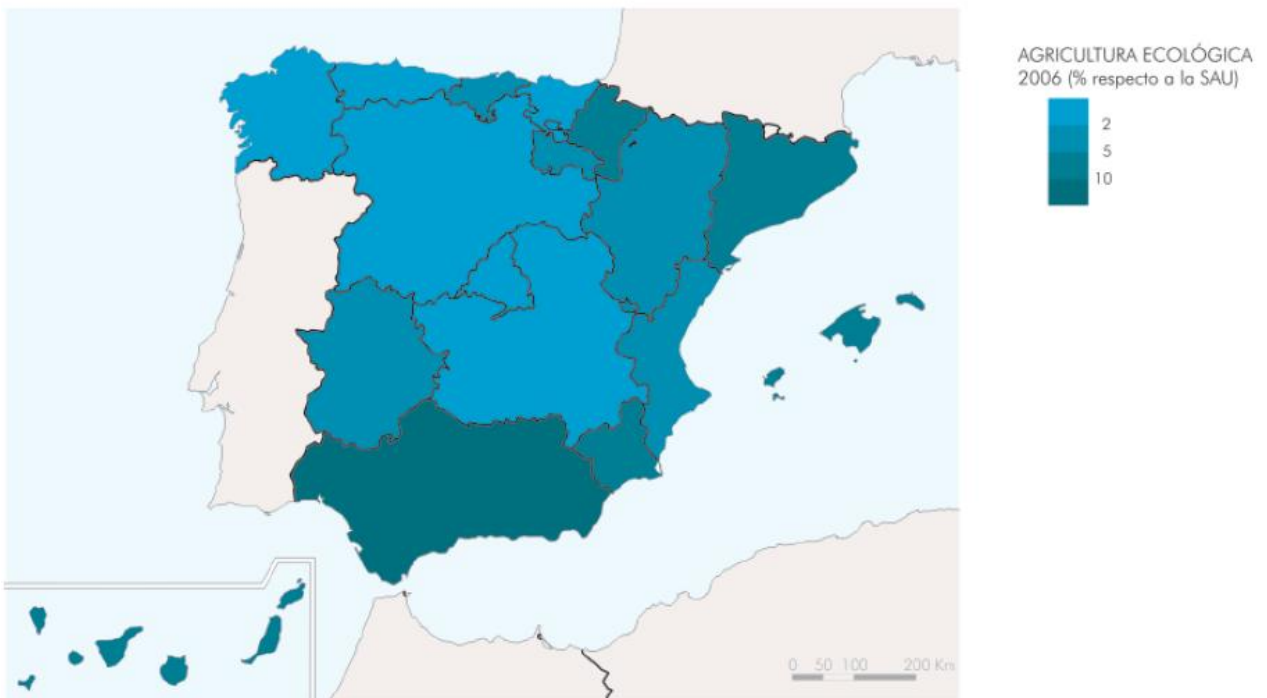 AGRICULTURA ECOLÓGICA
2006 (% respecto a la SAU)
2
5
10
0 50 100 200 Km